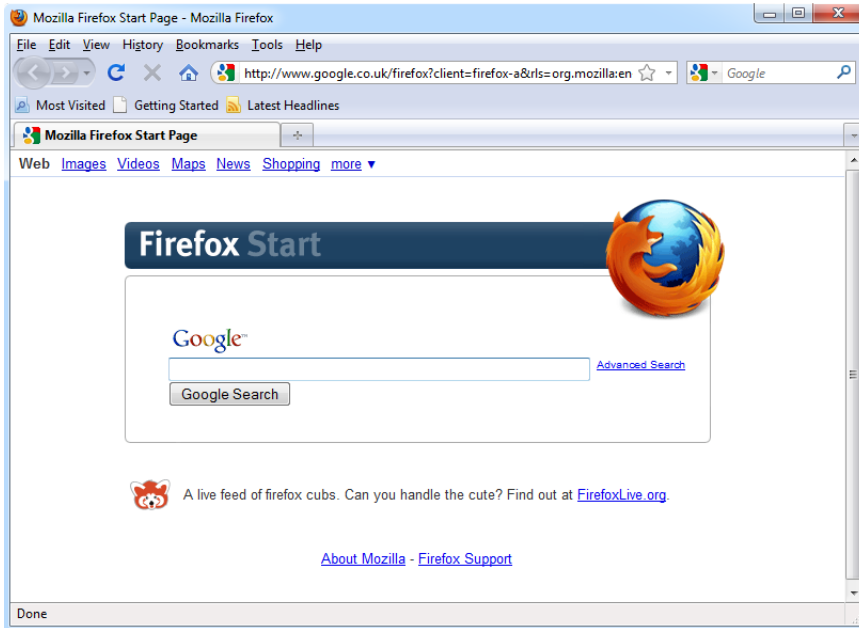 Mozilla Firefox Start Page - Mozilla Firefox
File Edit View History Bookmarks Tools Help
http://www.google.co.uk/firefox?client=firefox-a&rls=org.mozilla:en Google
Most Visited Getting Started Latest Headlines
Mozilla Firefox Start Page
Web Images Videos Maps News Shopping more ▼
Firefox Start
Google™
Advanced Search
Google Search
A live feed of firefox cubs. Can you handle the cute? Find out at FirefoxLive.org.
About Mozilla - Firefox Support
Done